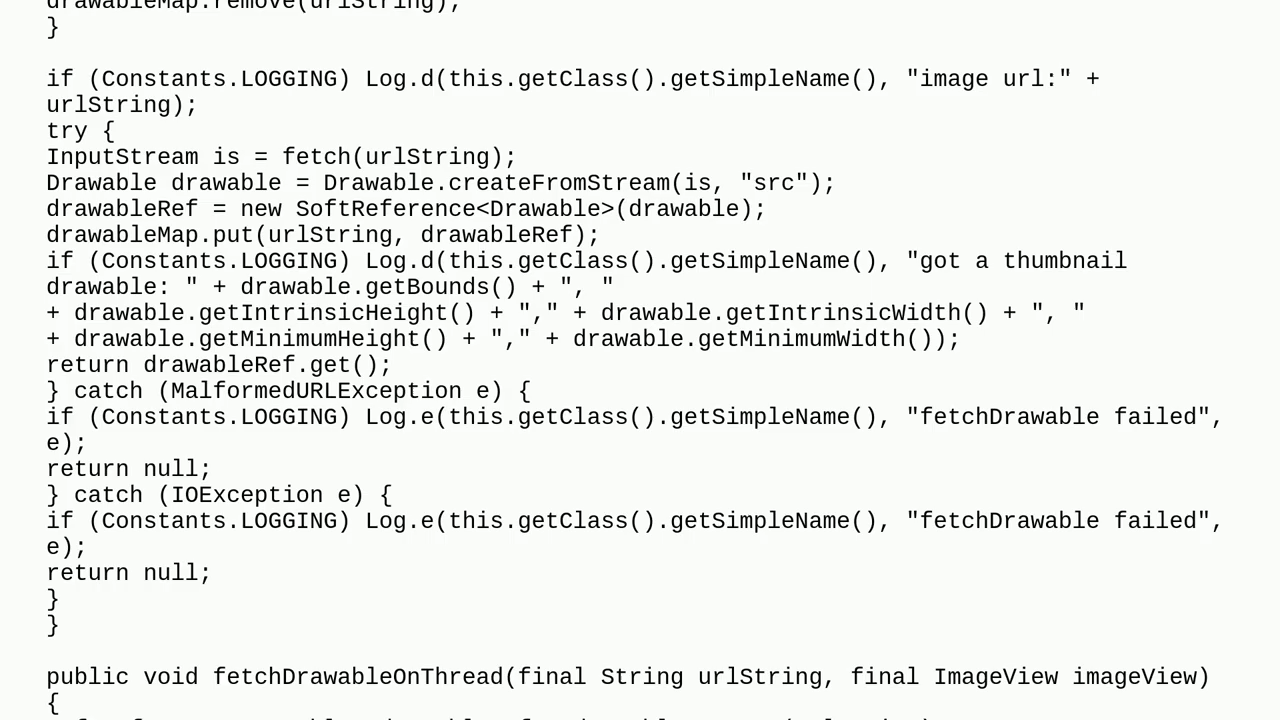 drawableMap.remove(urlString);
}
if (Constants.LOGGING) Log.d(this.getClass().getSimpleName(), "image url:" +
urlString);
try {
InputStream is = fetch(urlString);
Drawable drawable = Drawable.createFromStream(is, "src");
drawableRef = new SoftReference<Drawable>(drawable);
drawableMap.put(urlString, drawableRef);
if (Constants.LOGGING) Log.d(this.getClass().getSimpleName(), "got a thumbnail
drawable: " + drawable.getBounds() + ", "
+ drawable.getIntrinsicHeight() + "," + drawable.getIntrinsicWidth() + ", "
+ drawable.getMinimumHeight() + "," + drawable.getMinimumWidth());
return drawableRef.get();
} catch (MalformedURLException e) {
if (Constants.LOGGING) Log.e(this.getClass().getSimpleName(), "fetchDrawable failed",
e);
return null;
} catch (IOException e) {
if (Constants.LOGGING) Log.e(this.getClass().getSimpleName(), "fetchDrawable failed",
e);
return null;
}
}
public void fetchDrawableOnThread(final String urlString, final ImageView imageView)
{